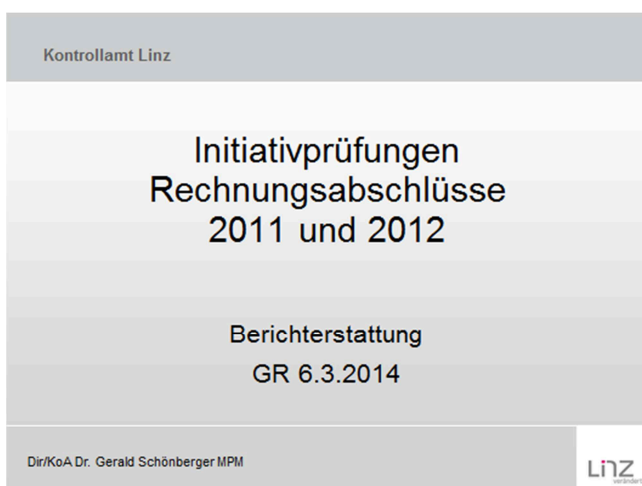 Kontrollamt Linz
Initiativprüfungen
Rechnungsabschlüsse
2011 und 2012
Berichterstattung
GR 6.3.2014
Dir/KoA Dr. Gerald Schönberger MPM
Linz
verändert